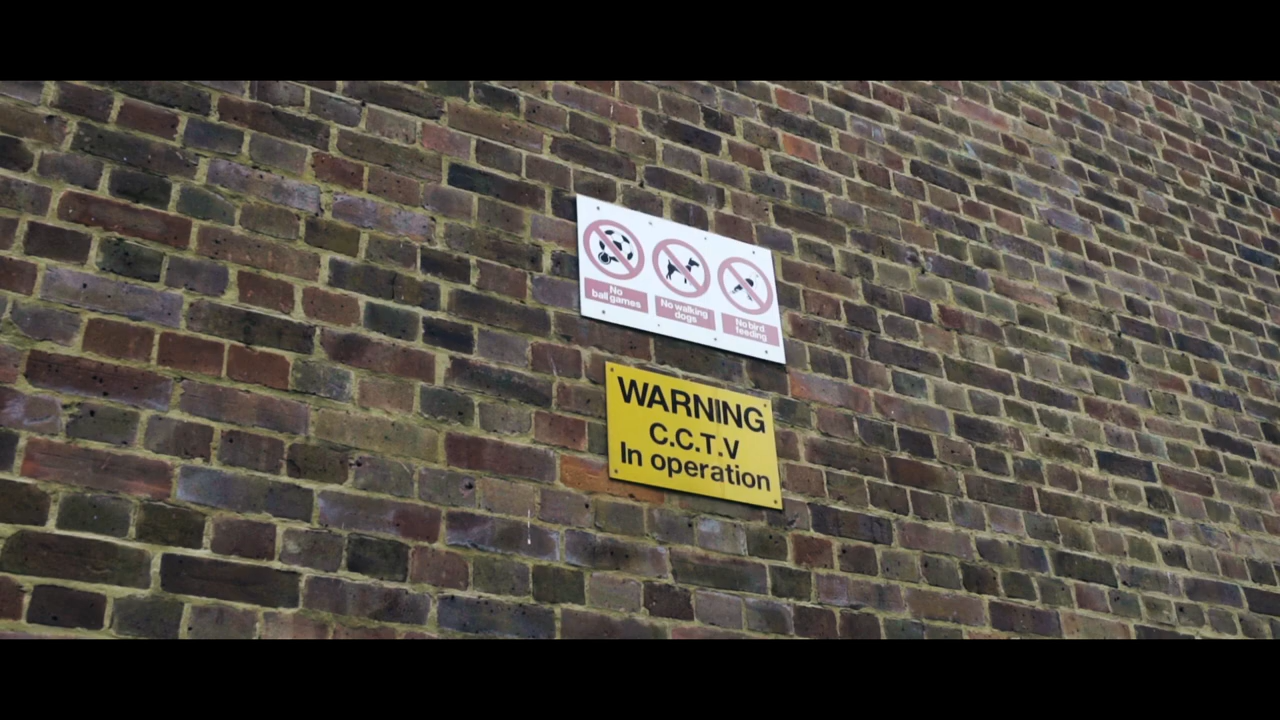 No
ball games
No walking
dogs
No bird
feeding
WARNING
C.C.T.V
In operation